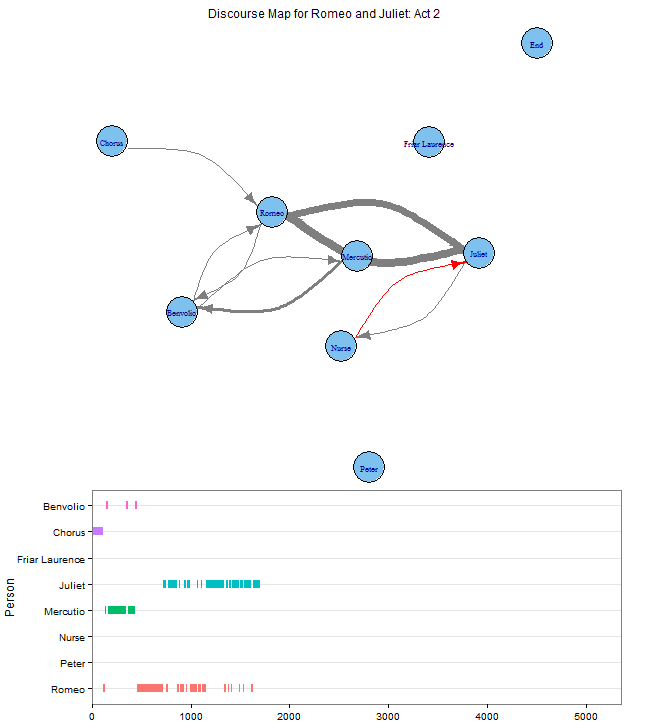 Discourse Map for Romeo and Juliet: Act 2
End
Chorus
Friar Laurence
Romeo
Mercutio
Juliet
Benvolio
Nurse
Peter
Person
Benvolio
Chorus
Friar Laurence
Juliet
Mercutio
Nurse
Peter
Romeo
0 1000 2000 3000 4000 5000